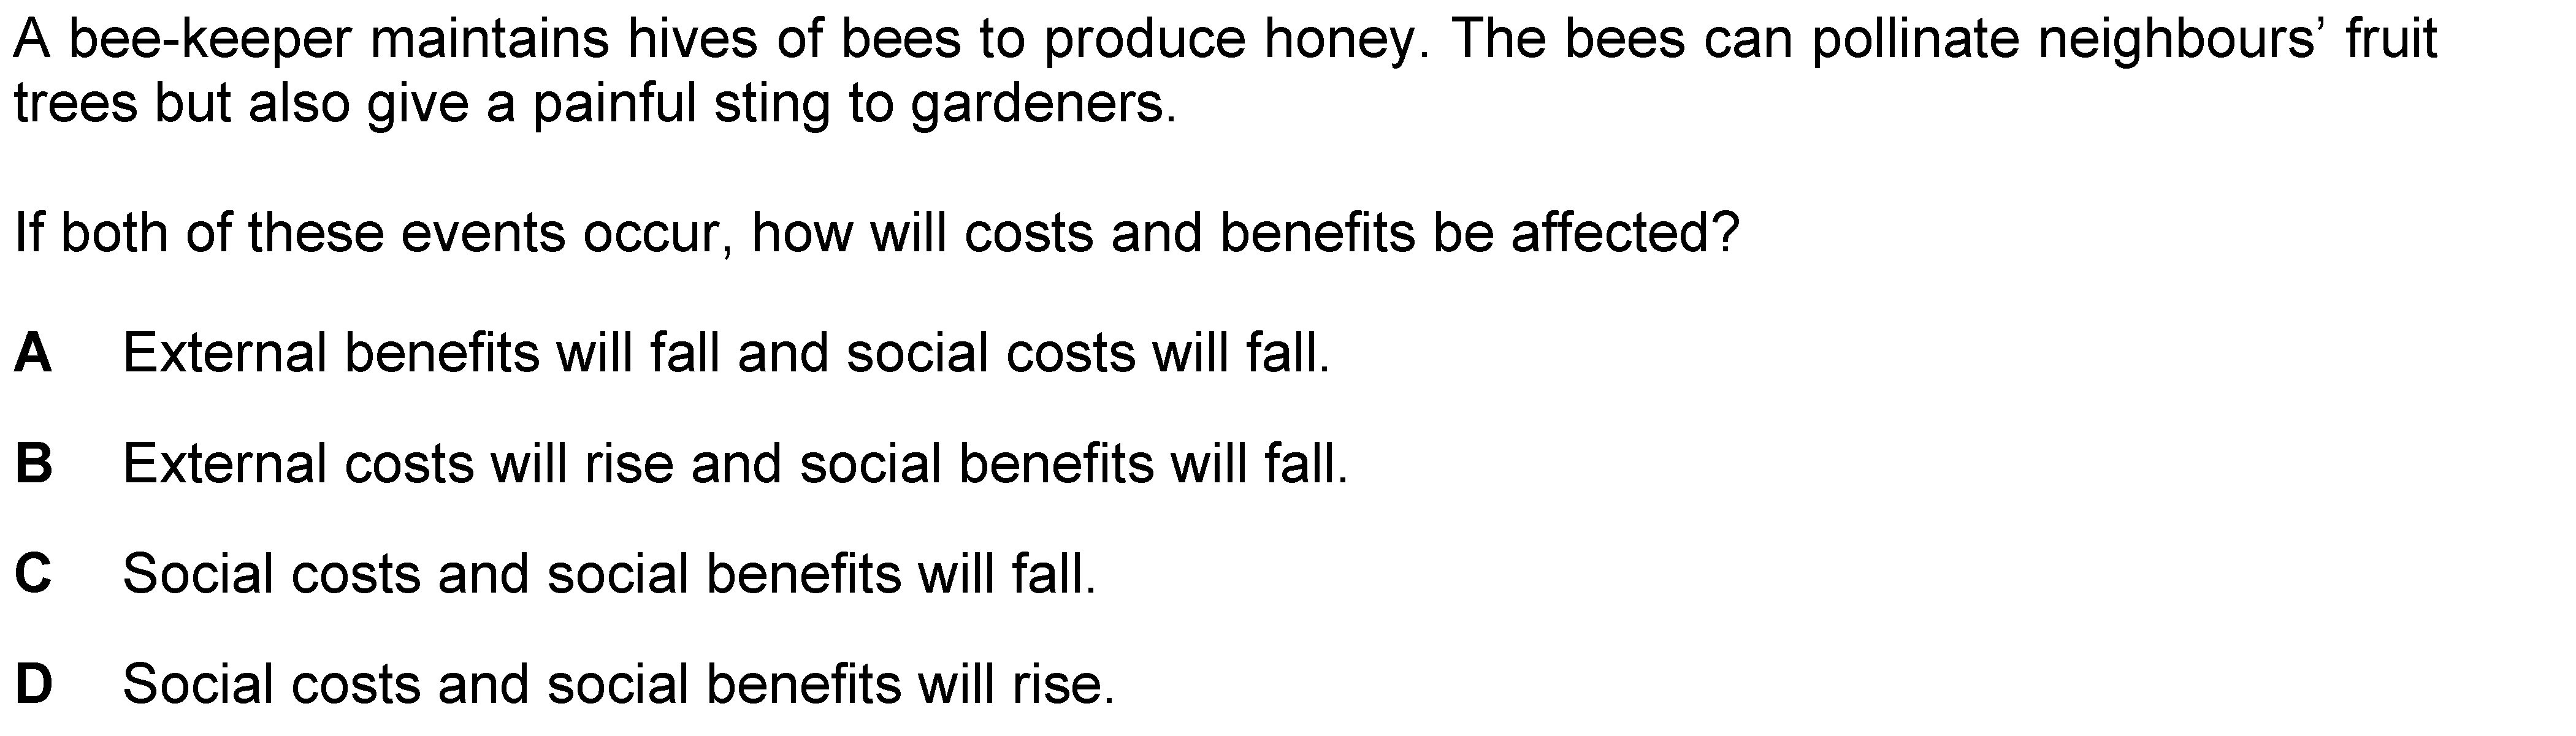 A bee-keeper maintains hives of bees to produce honey. The bees can pollinate neighbours’ fruit
trees but also give a painful sting to gardeners.
If both of these events occur, how will costs and benefits be affected?
A External benefits will fall and social costs will fall.
B External costs will rise and social benefits will fall.
C Social costs and social benefits will fall.
D Social costs and social benefits will rise.